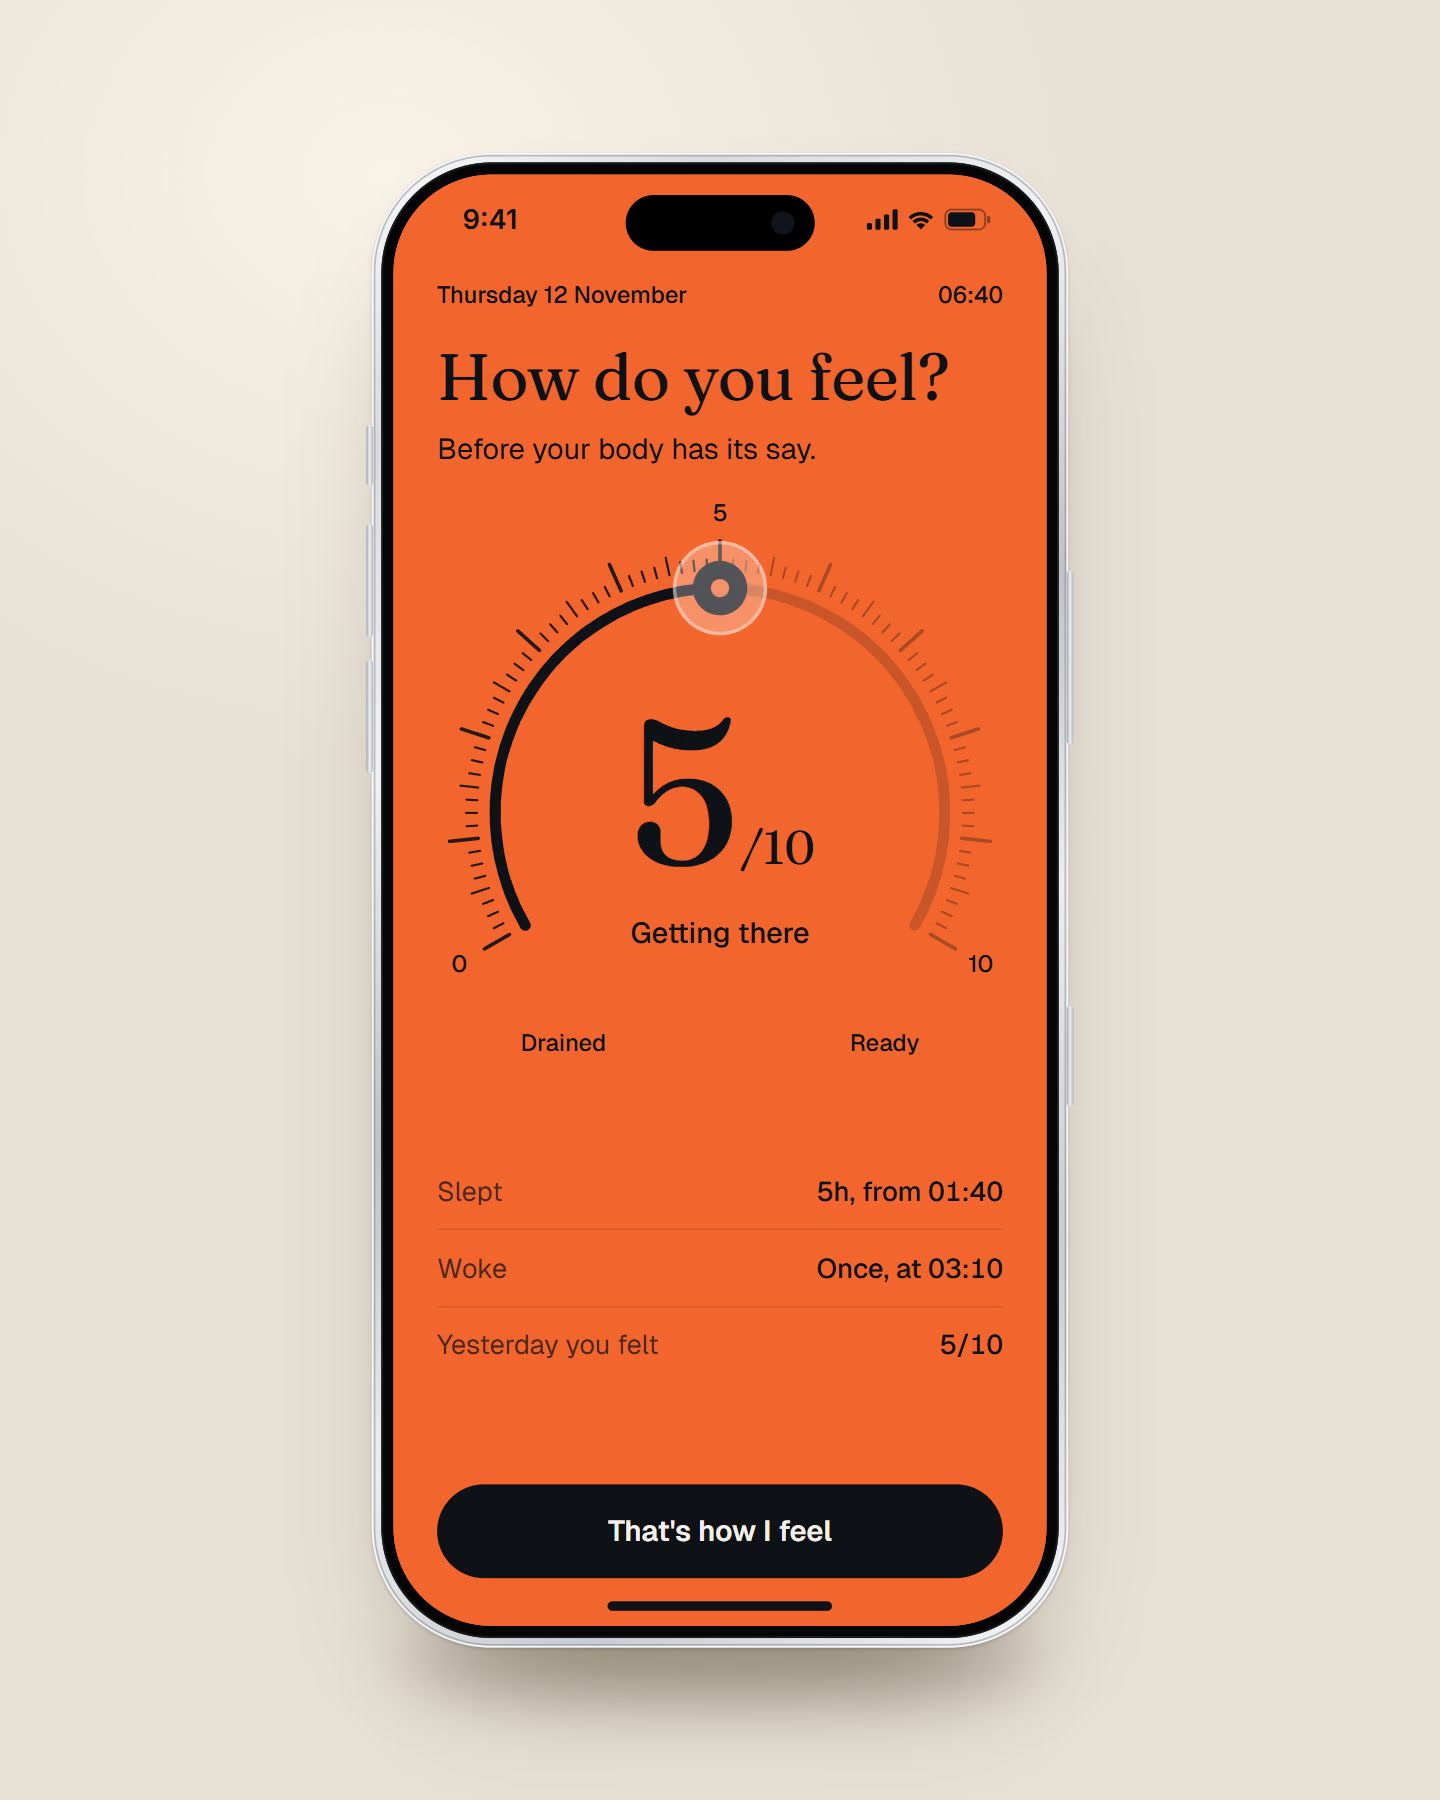 9:41
Thursday 12 November 06:40
How do you feel?
Before your body has its say.
5
5/10
Getting there
0 10
Drained Ready
Slept 5h, from 01:40
Woke Once, at 03:10
Yesterday you felt 5/10
That's how I feel